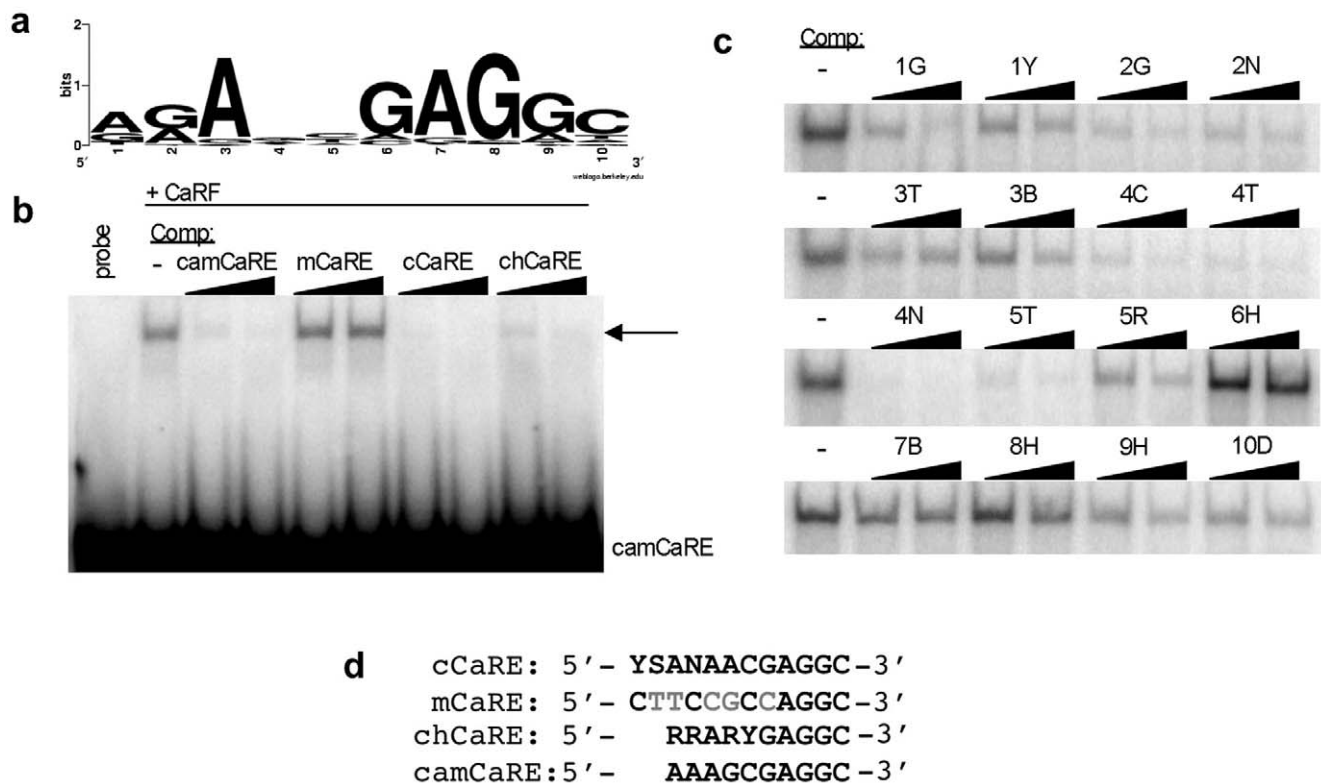 a
2
bits
1
0
5′ 1 2 3 4 5 6 7 8 9 10 3′
A G A G A G G C
weblogo.berkeley.edu
b
+ CaRF
probe
Comp:
- camCaRE mCaRE cCaRE chCaRE
camCaRE
c
Comp:
- 1G 1Y 2G 2N
- 3T 3B 4C 4T
- 4N 5T 5R 6H
- 7B 8H 9H 10D
d
cCaRE: 5′- YSANAACGAGGC-3′
mCaRE: 5′- CTTCCGCCAGGC-3′
chCaRE: 5′- RRARYGAGGC-3′
camCaRE:5′- AAAGCGAGGC-3′